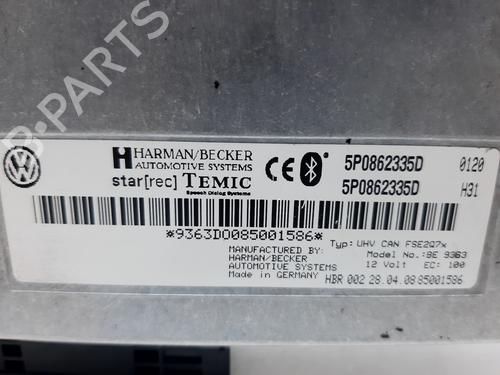 HARMAN/BECKER
AUTOMOTIVE SYSTEMS
star[rec] TEMIC
Speech Dialog Systems
CE
5P0862335D 0120
5P0862335D H31
*9363DO085001586*
Typ: UHV CAN FSE2Q7x
MANUFACTURED BY: Model No.:BE 9363
HARMAN/BECKER 12 Volt EC: 100
AUTOMOTIVE SYSTEMS
Made in GERMANY HBR 002 28.04.08 85001586
B-PARTS